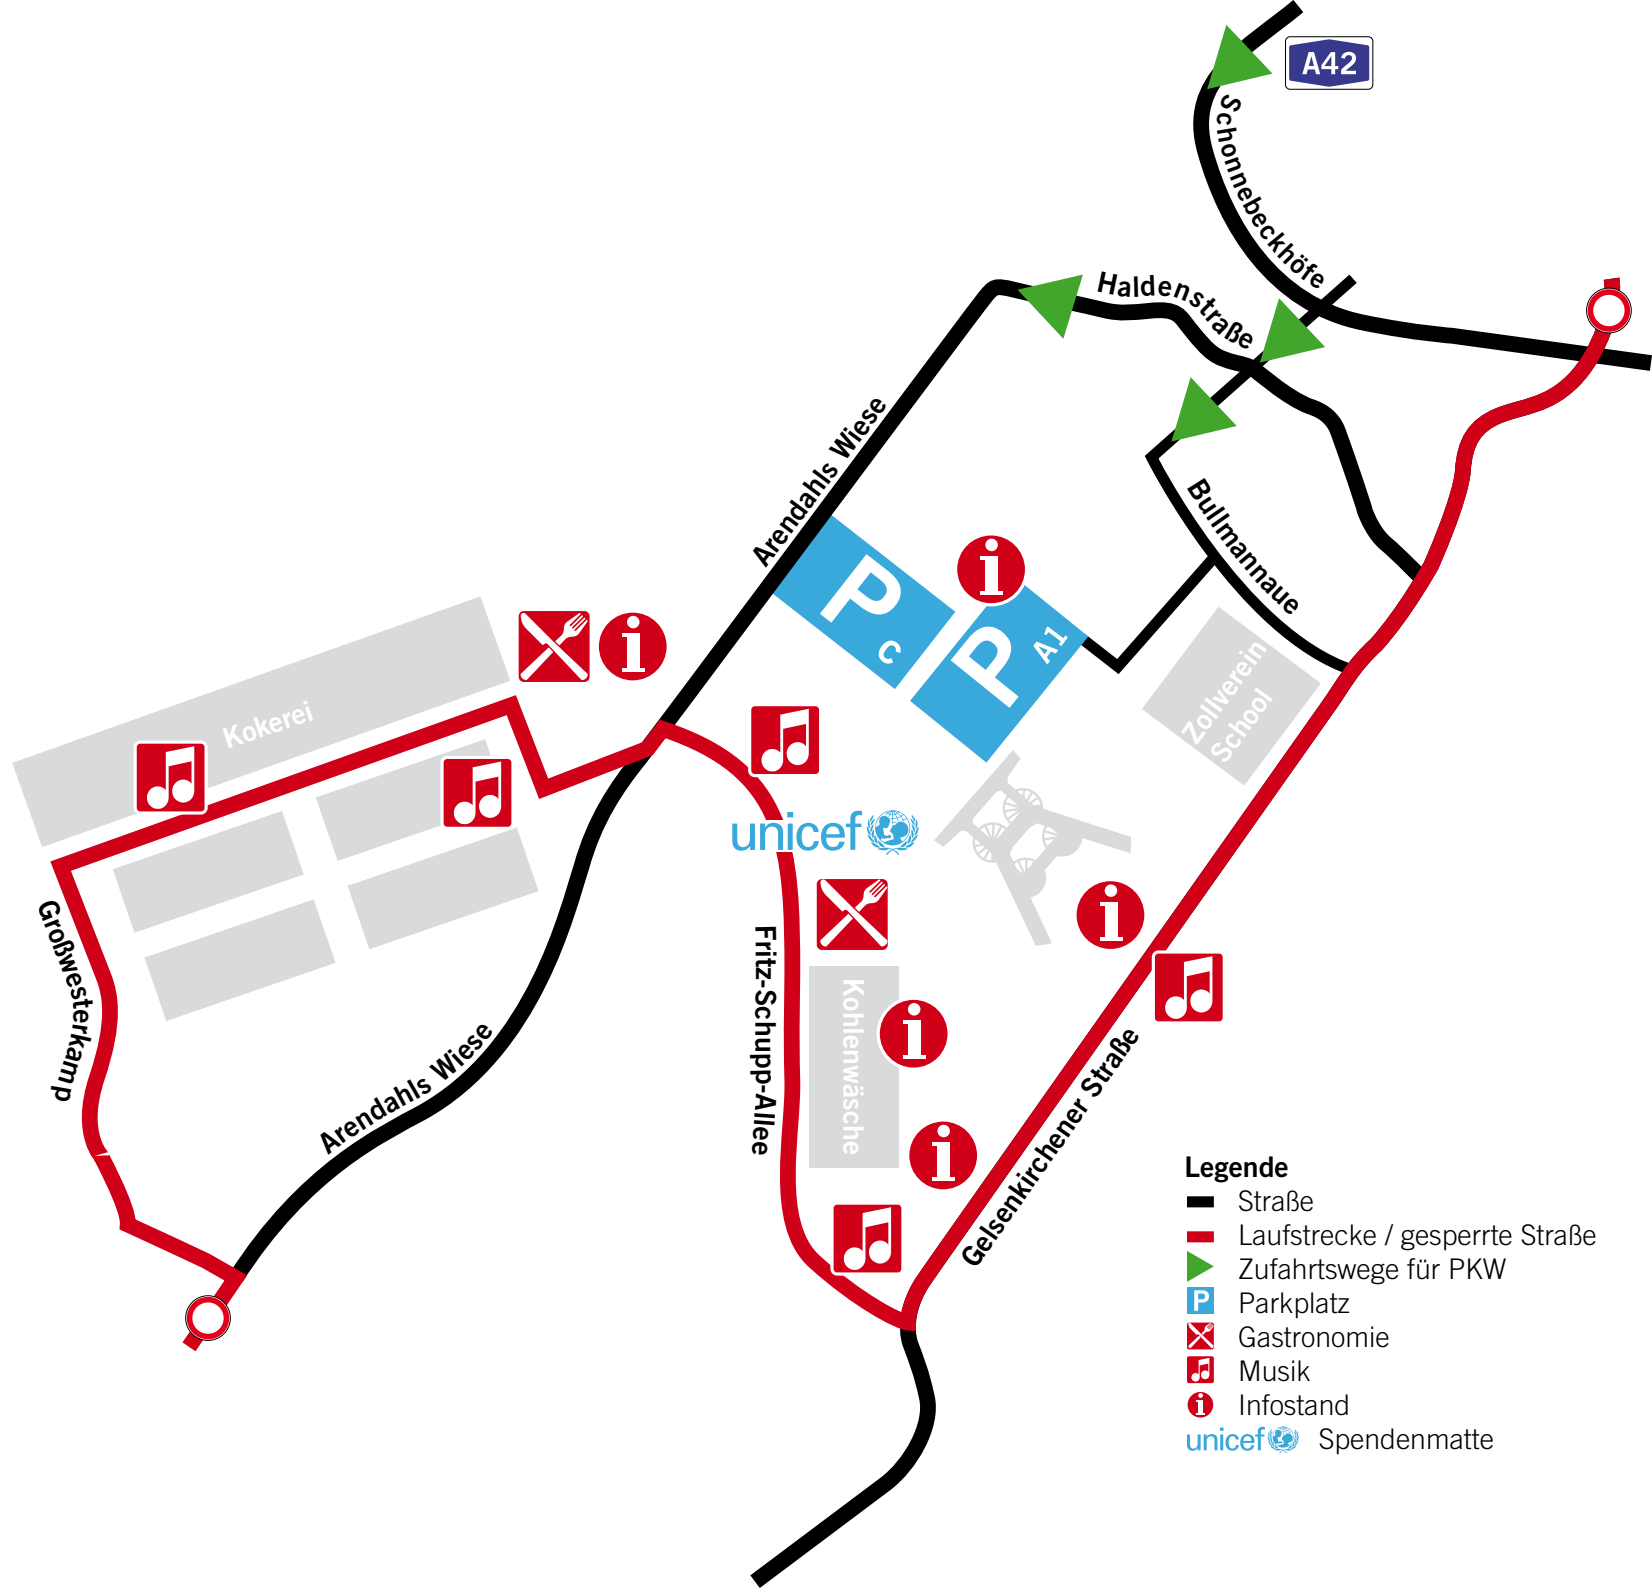 A42
Schonnebeckhöfe
Haldenstraße
Arendahls Wiese
Bullmannaue
P
C
P
A1
Zollverein
School
Kokerei
unicef
Großwesterkamp
Arendahls Wiese
Fritz-Schupp-Allee
Kohlenwäsche
Gelsenkirchener Straße
Legende
Straße
Laufstrecke / gesperrte Straße
Zufahrtswege für PKW
P Parkplatz
Gastronomie
Musik
Infostand
unicef Spendenmatte